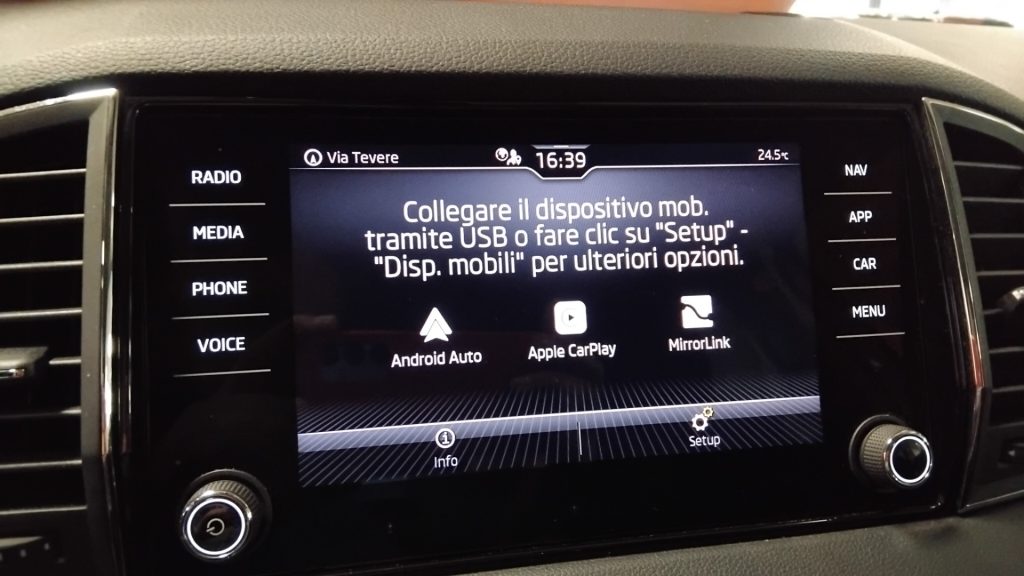 Via Tevere
16:39
24.5°C
RADIO
MEDIA
PHONE
VOICE
Collegare il dispositivo mob.
tramite USB o fare clic su "Setup" -
"Disp. mobili" per ulteriori opzioni.
Android Auto
Apple CarPlay
MirrorLink
Info
Setup
NAV
APP
CAR
MENU